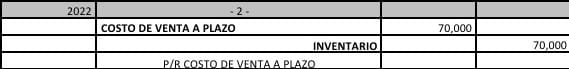 2022 - 2 -
COSTO DE VENTA A PLAZO 70,000
INVENTARIO 70,000
P/R COSTO DE VENTA A PLAZO